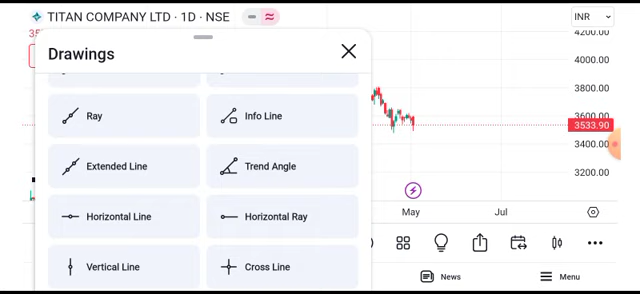 TITAN COMPANY LTD · 1D · NSE
INR
Drawings
4200.00
4000.00
3800.00
3600.00
3533.90
3400.00
3200.00
Ray
Info Line
Extended Line
Trend Angle
Horizontal Line
Horizontal Ray
Vertical Line
Cross Line
May
Jul
News
Menu